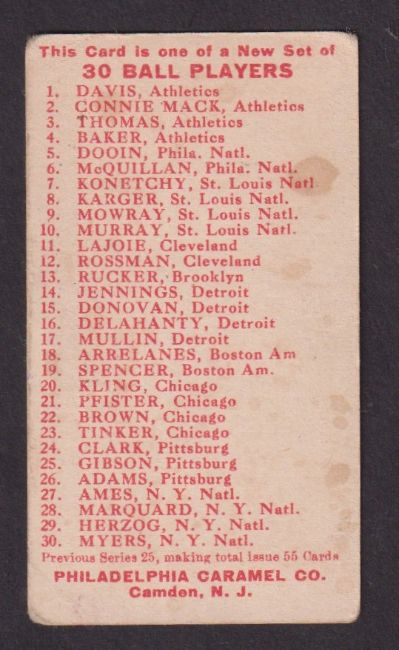 This Card is one of a New Set of
30 BALL PLAYERS
1. DAVIS, Athletics
2. CONNIE MACK, Athletics
3. THOMAS, Athletics
4. BAKER, Athletics
5. DOOIN, Phila. Natl.
6. McQUILLAN, Phila. Natl.
7. KONETCHY, St. Louis Natl
8. KARGER, St. Louis Natl.
9. MOWRAY, St. Louis Natl.
10. MURRAY, St. Louis Natl.
11. LAJOIE, Cleveland
12. ROSSMAN, Cleveland
13. RUCKER, Brooklyn
14. JENNINGS, Detroit
15. DONOVAN, Detroit
16. DELAHANTY, Detroit
17. MULLIN, Detroit
18. ARRELANES, Boston Am
19. SPENCER, Boston Am.
20. KLING, Chicago
21. PFISTER, Chicago
22. BROWN, Chicago
23. TINKER, Chicago
24. CLARK, Pittsburg
25. GIBSON, Pittsburg
26. ADAMS, Pittsburg
27. AMES, N. Y. Natl.
28. MARQUARD, N. Y. Natl.
29. HERZOG, N. Y. Natl.
30. MYERS, N. Y. Natl.
Previous Series 25, making total issue 55 Cards
PHILADELPHIA CARAMEL CO.
Camden, N. J.